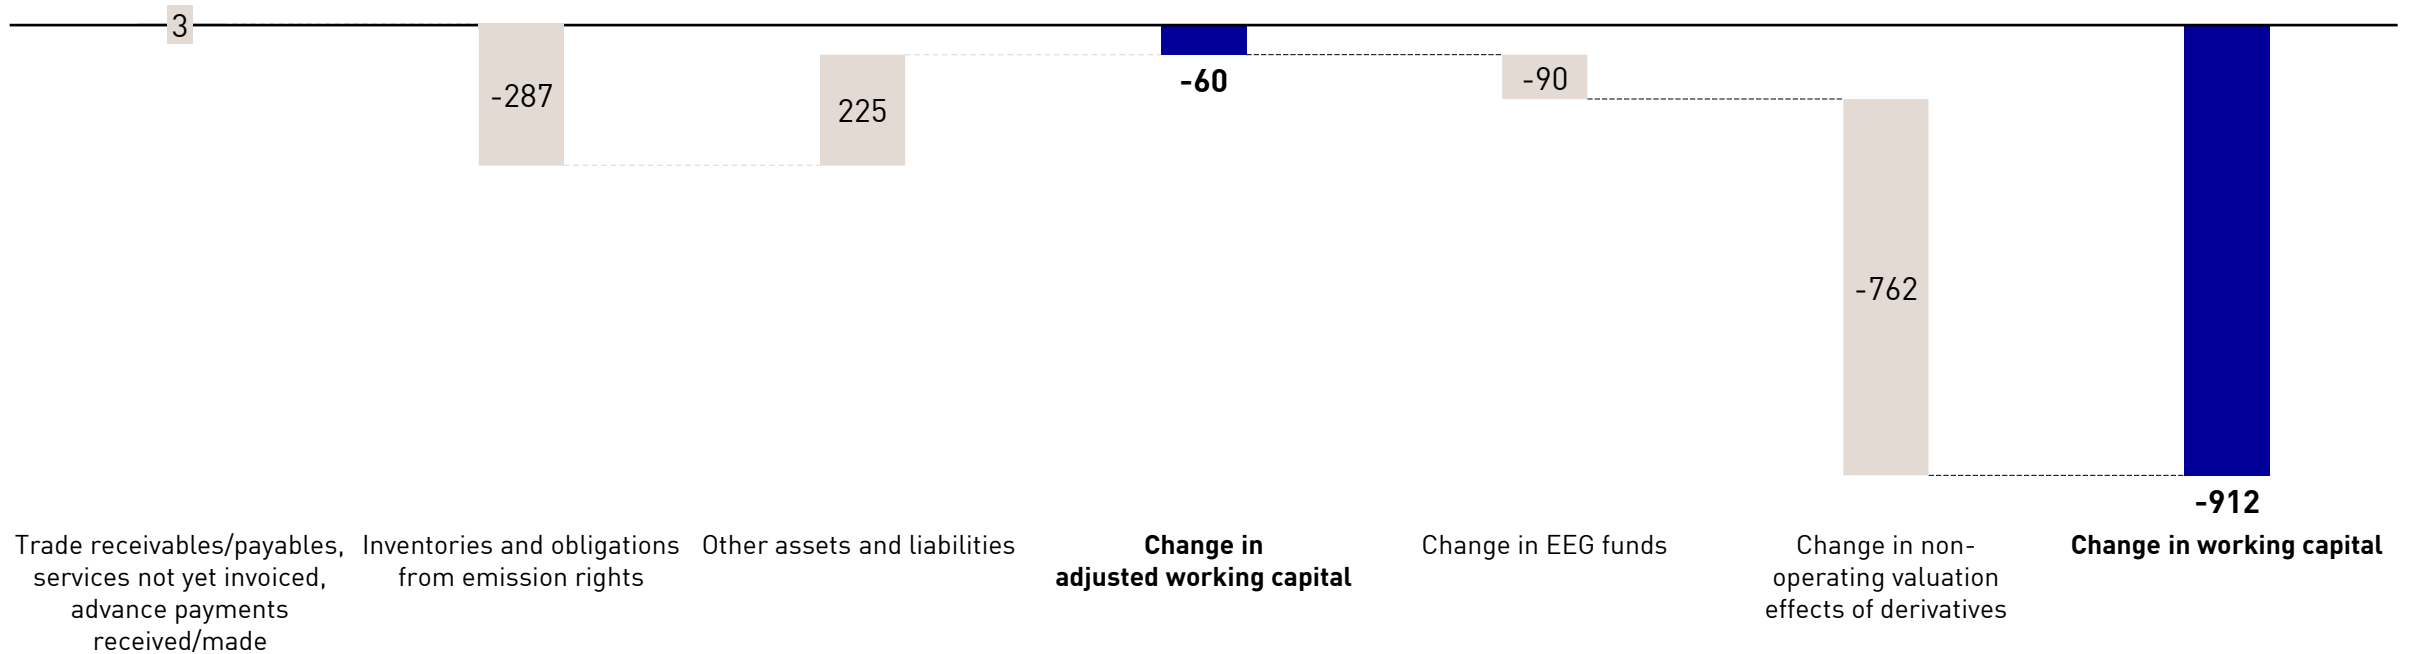 3
-287
225
-60
-90
-762
-912
Trade receivables/payables,
services not yet invoiced,
advance payments
received/made
Inventories and obligations
from emission rights
Other assets and liabilities
Change in
adjusted working capital
Change in EEG funds
Change in non-
operating valuation
effects of derivatives
Change in working capital